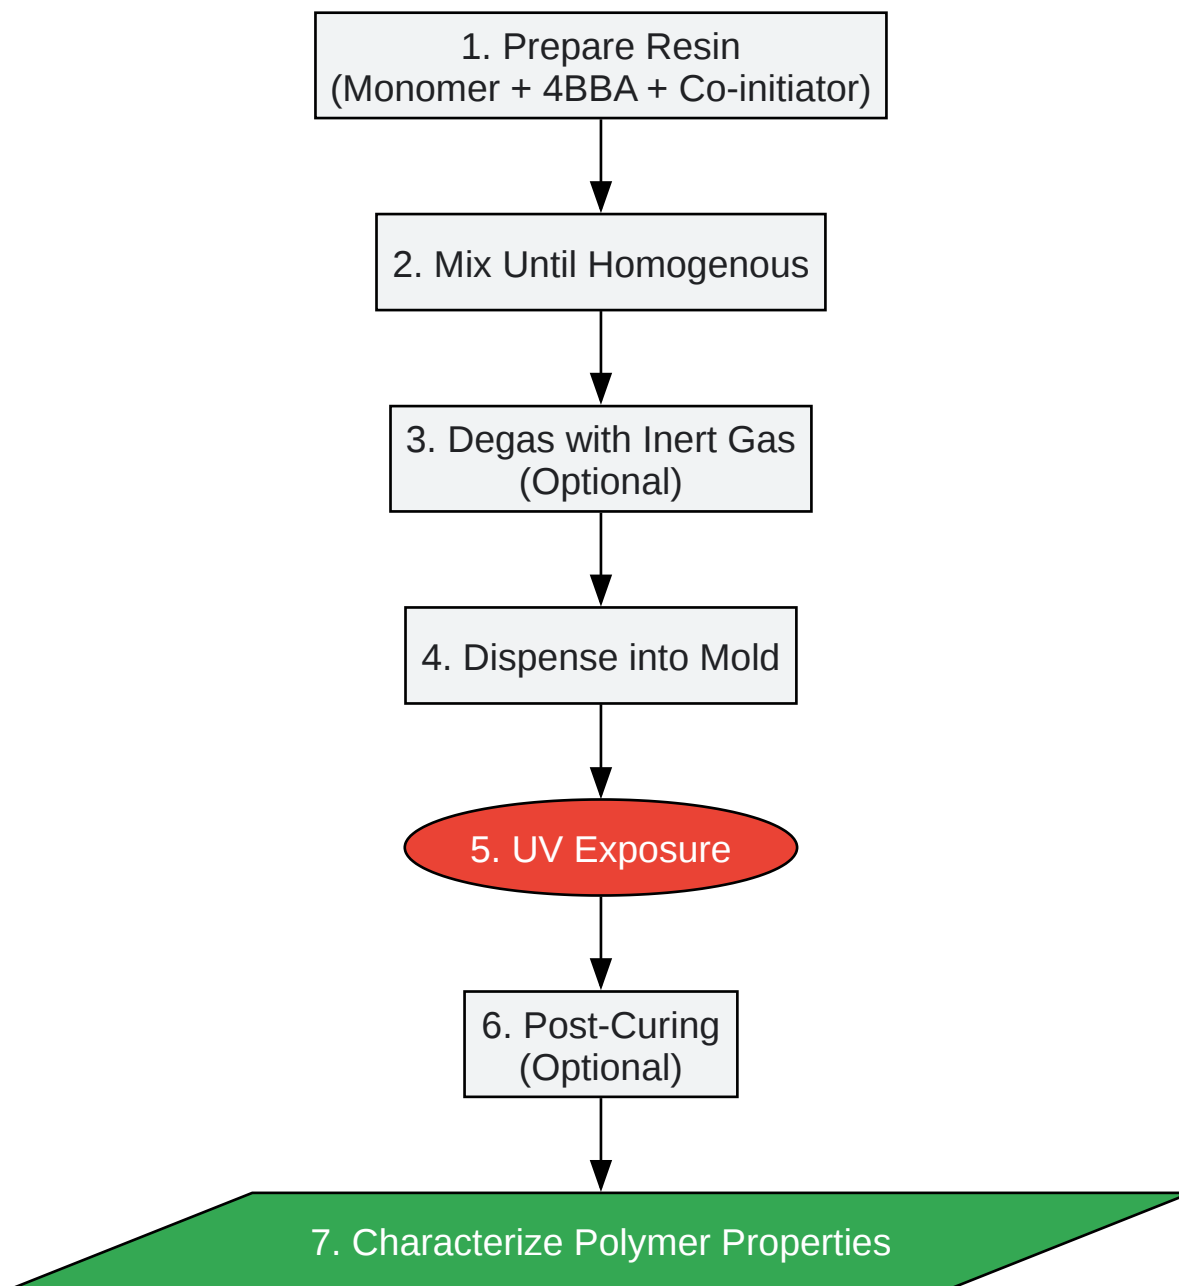 1. Prepare Resin
(Monomer + 4BBA + Co-initiator)
2. Mix Until Homogenous
3. Degas with Inert Gas
(Optional)
4. Dispense into Mold
5. UV Exposure
6. Post-Curing
(Optional)
7. Characterize Polymer Properties